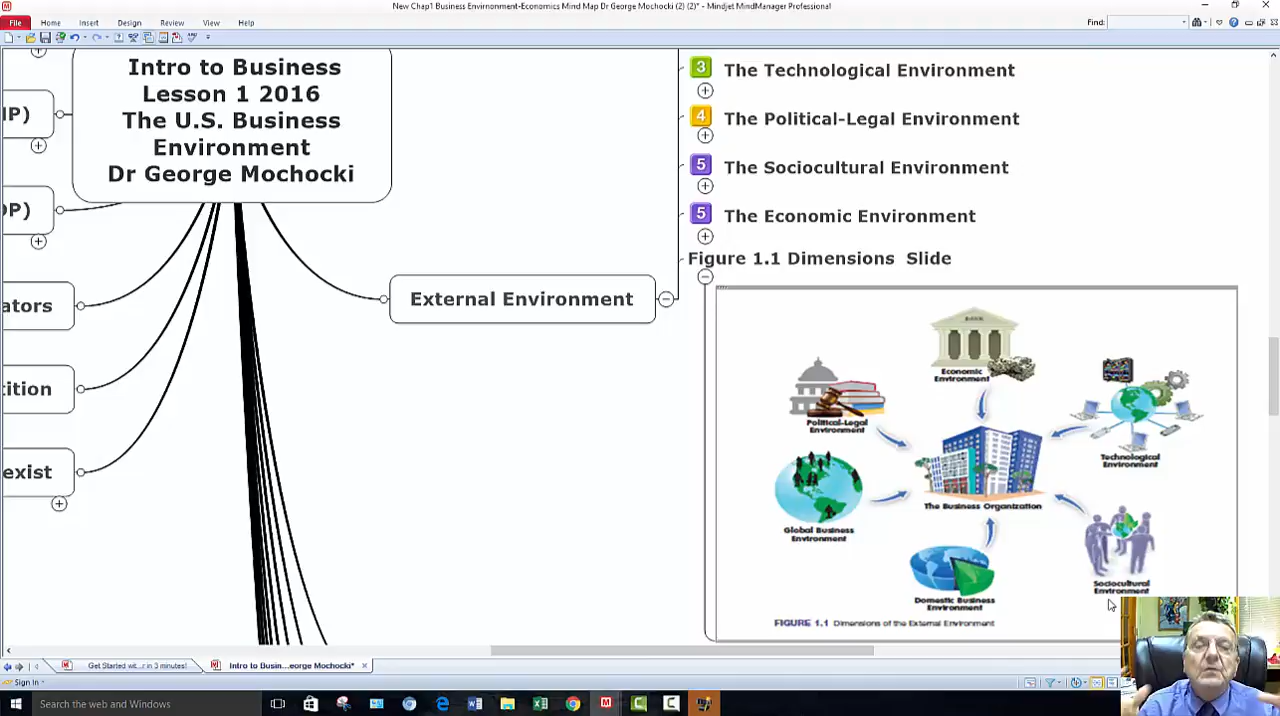 New Chap1 Business Environment-Economics Mind Map Dr George Mochocki (2) (2)* - Mindjet MindManager Professional
File Home Insert Design Review View Help
Find:
Intro to Business
Lesson 1 2016
The U.S. Business
Environment
Dr George Mochocki
IP)
OP)
ators
tition
exist
External Environment
3 The Technological Environment
4 The Political-Legal Environment
5 The Sociocultural Environment
5 The Economic Environment
Figure 1.1 Dimensions Slide
BANK
Economic
Environment
Political-Legal
Environment
Technological
Environment
The Business Organization
Global Business
Environment
Sociocultural
Environment
Domestic Business
Environment
FIGURE 1.1 Dimensions of the External Environment
Get Started wit...r in 3 minutes!
Intro to Busin...eorge Mochocki*
Sign In
Search the web and Windows